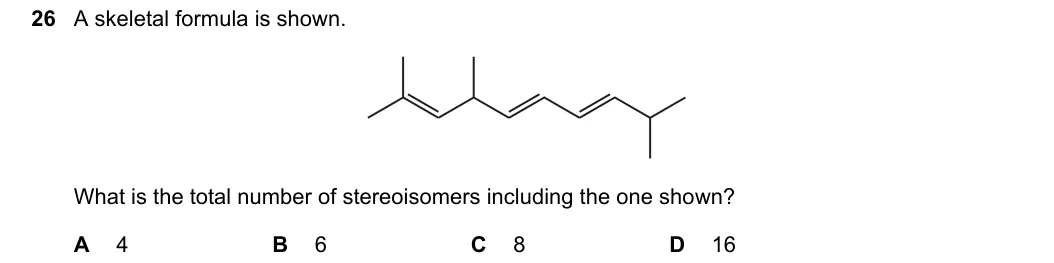 26 A skeletal formula is shown.
What is the total number of stereoisomers including the one shown?
A 4 B 6 C 8 D 16